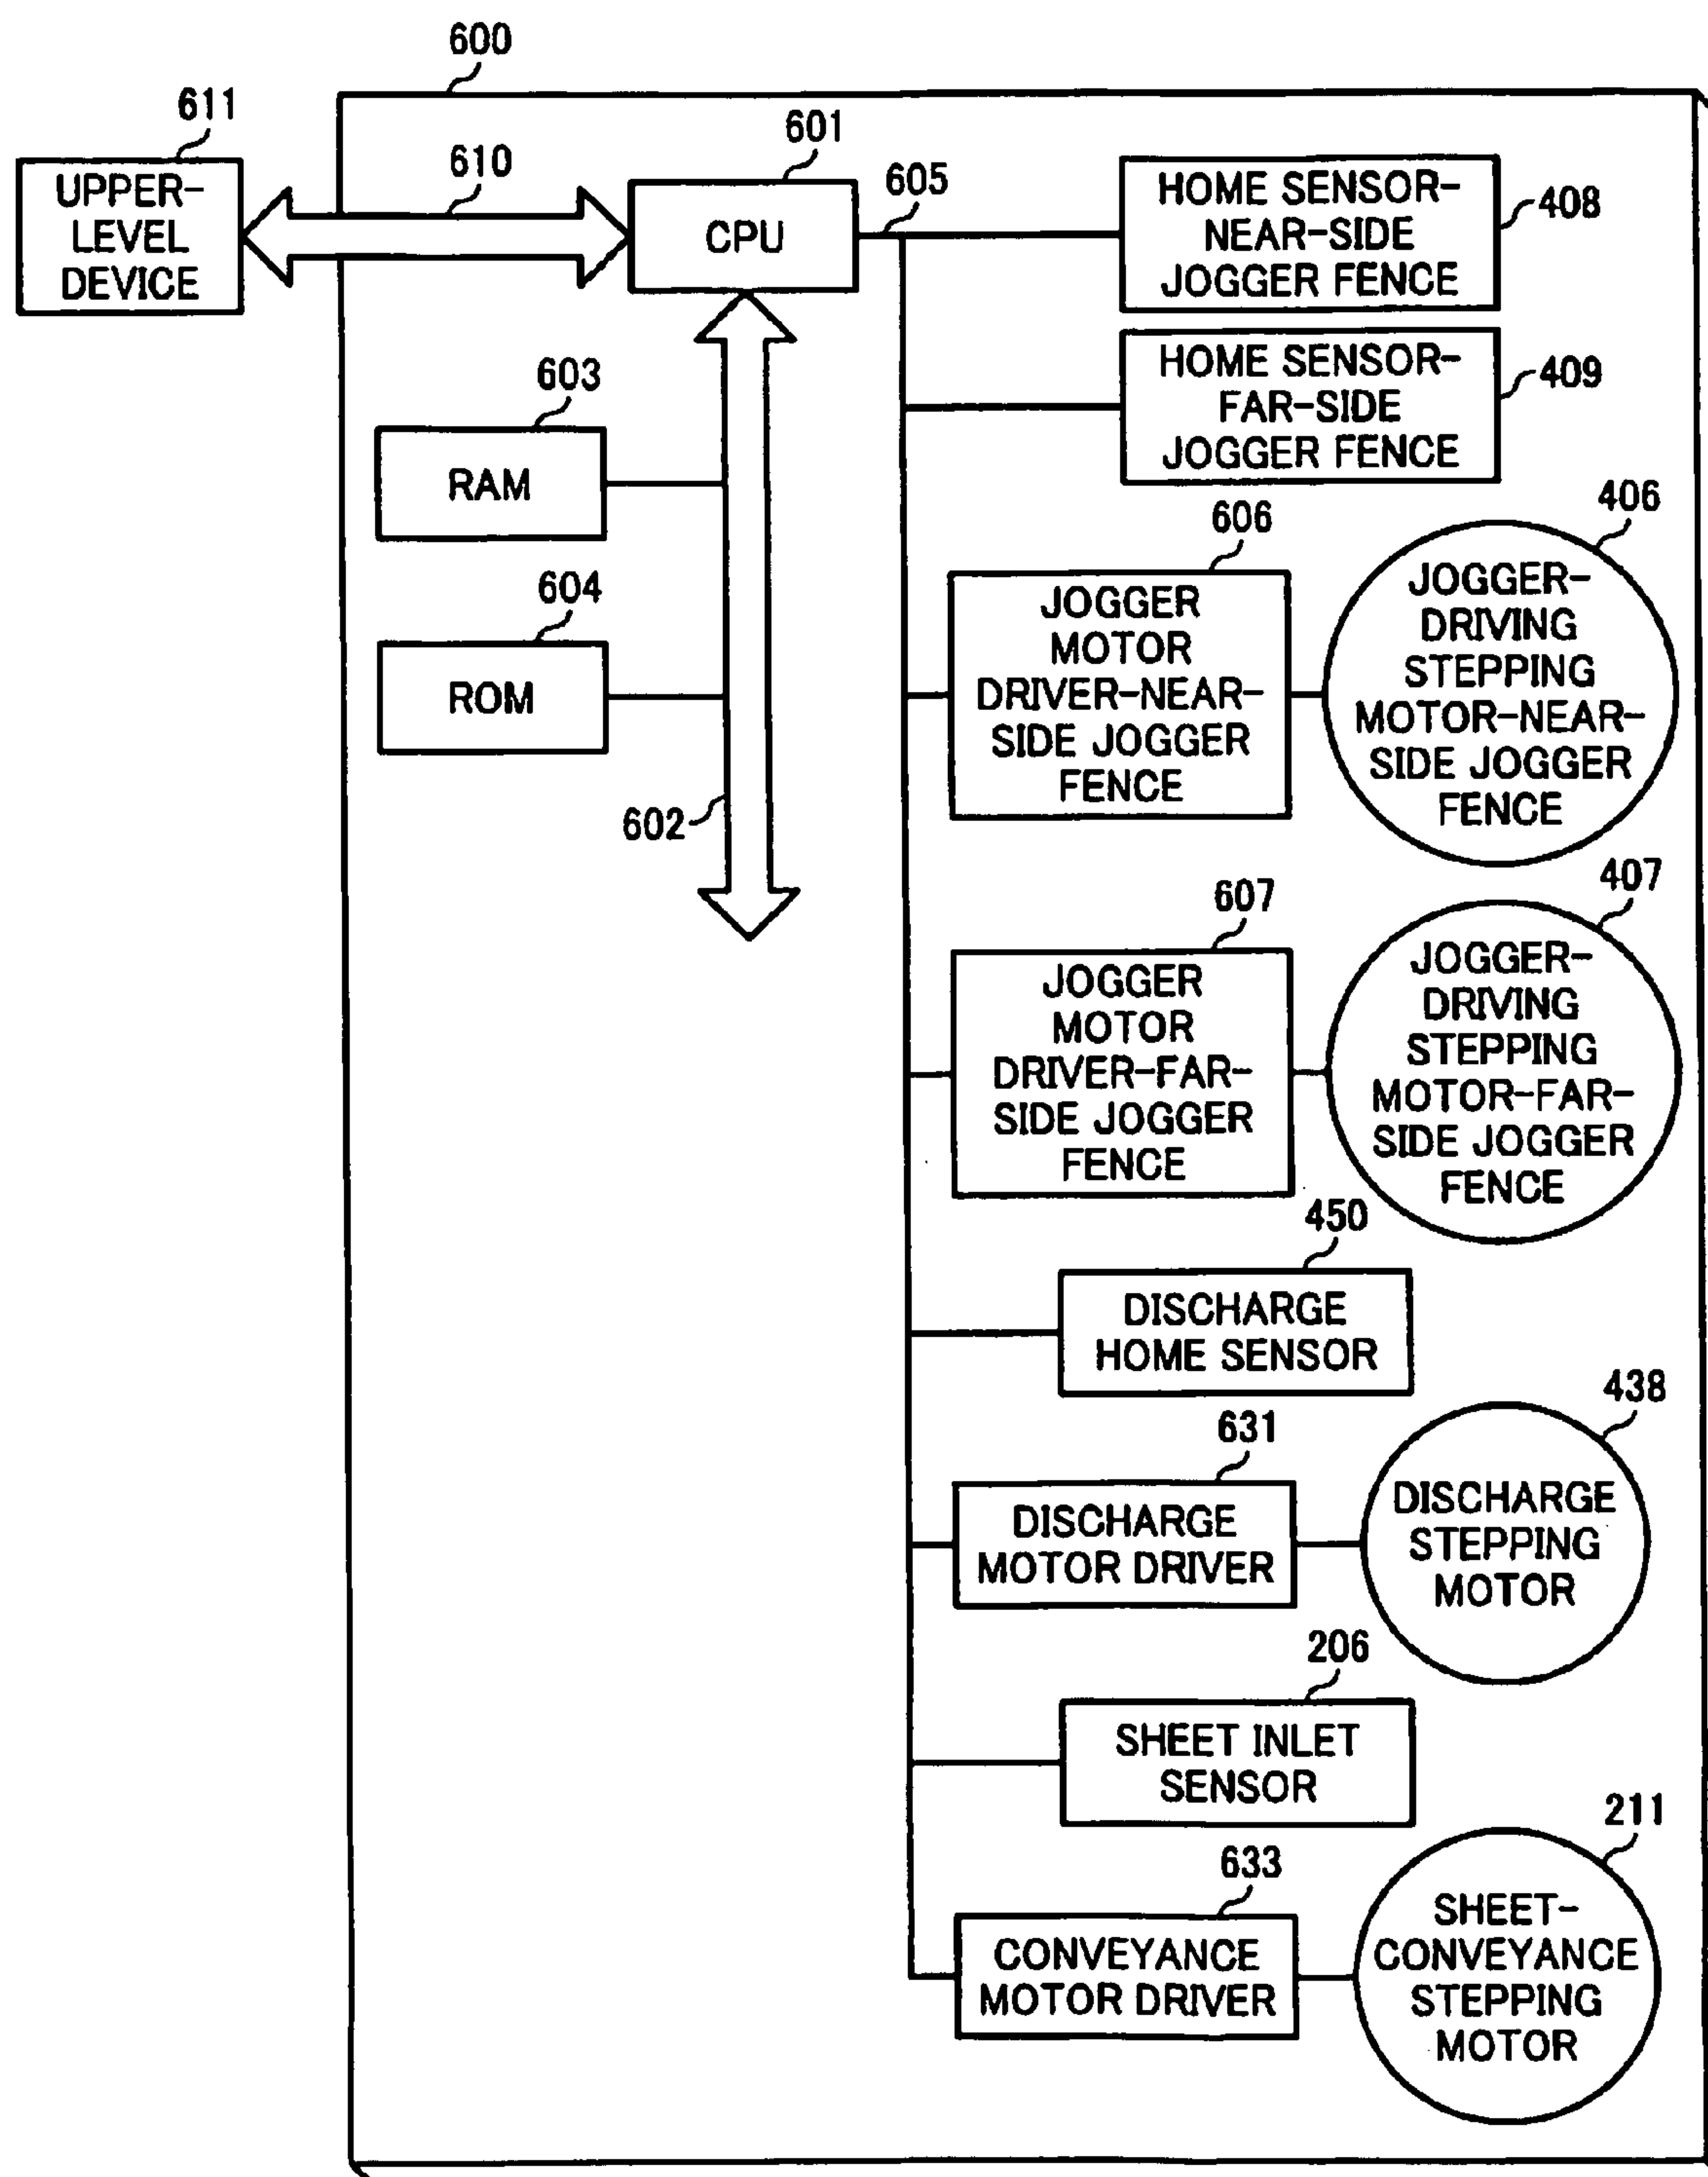 600
611
UPPER-
LEVEL
DEVICE
610
601
CPU
605
HOME SENSOR-
NEAR-SIDE
JOGGER FENCE
408
HOME SENSOR-
FAR-SIDE
JOGGER FENCE
409
603
RAM
604
ROM
602
606
JOGGER
MOTOR
DRIVER-NEAR-
SIDE JOGGER
FENCE
406
JOGGER-
DRIVING
STEPPING
MOTOR-NEAR-
SIDE JOGGER
FENCE
607
JOGGER
MOTOR
DRIVER-FAR-
SIDE JOGGER
FENCE
407
JOGGER-
DRIVING
STEPPING
MOTOR-FAR-
SIDE JOGGER
FENCE
450
DISCHARGE
HOME SENSOR
631
DISCHARGE
MOTOR DRIVER
438
DISCHARGE
STEPPING
MOTOR
206
SHEET INLET
SENSOR
633
CONVEYANCE
MOTOR DRIVER
211
SHEET-
CONVEYANCE
STEPPING
MOTOR